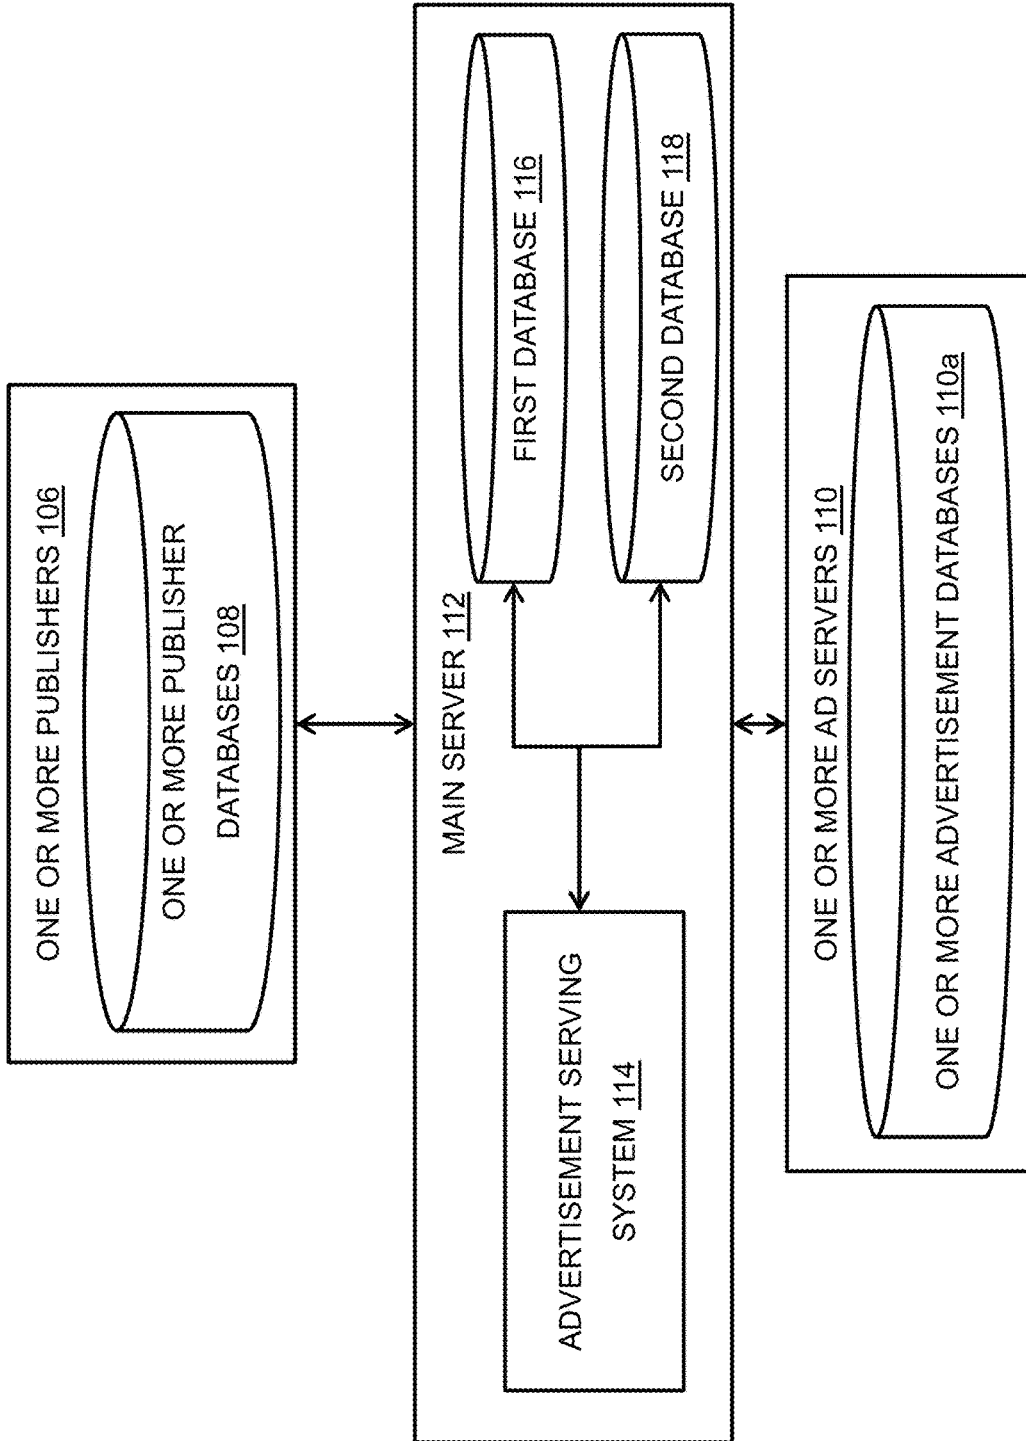 ONE OR MORE PUBLISHERS 106
ONE OR MORE PUBLISHER
DATABASES 108
MAIN SERVER 112
ADVERTISEMENT SERVING
SYSTEM 114
FIRST DATABASE 116
SECOND DATABASE 118
ONE OR MORE AD SERVERS 110
ONE OR MORE ADVERTISEMENT DATABASES 110a